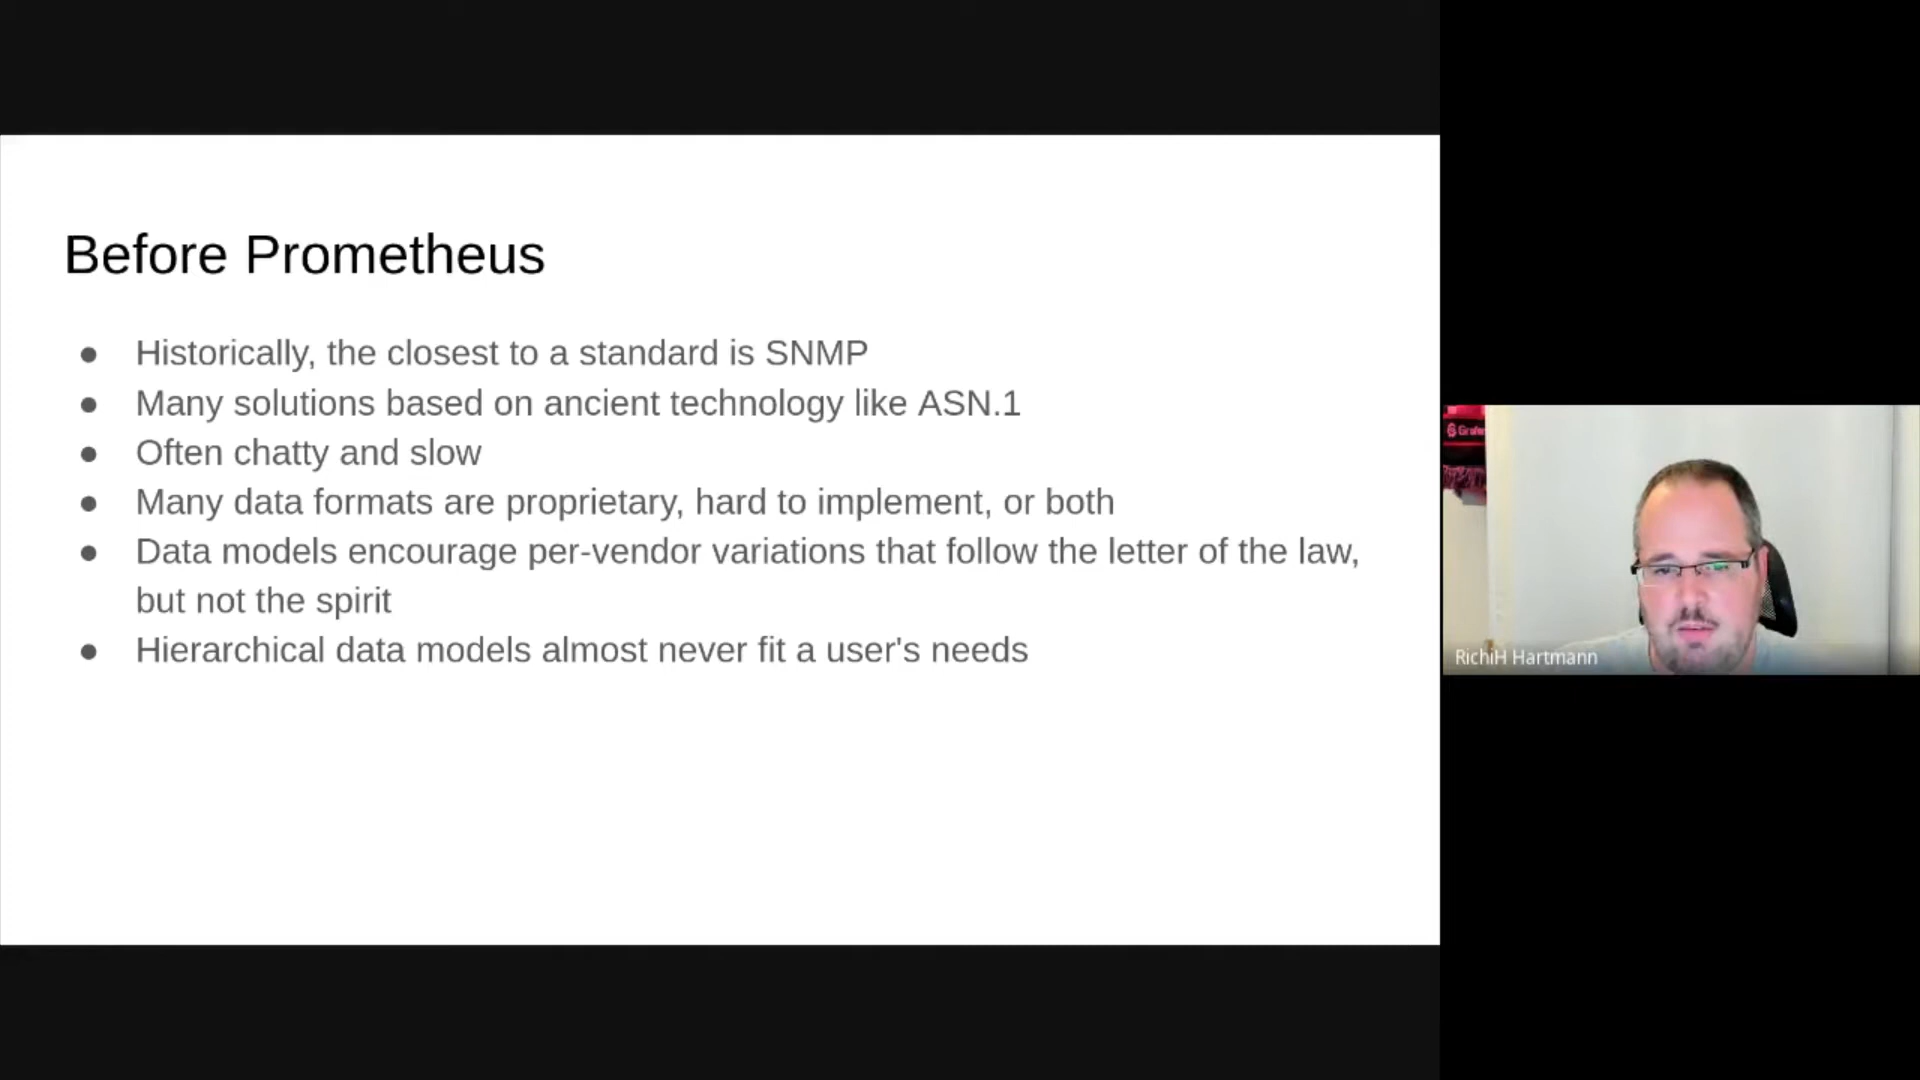 Before Prometheus
● Historically, the closest to a standard is SNMP
● Many solutions based on ancient technology like ASN.1
● Often chatty and slow
● Many data formats are proprietary, hard to implement, or both
● Data models encourage per-vendor variations that follow the letter of the law,
but not the spirit
● Hierarchical data models almost never fit a user's needs
RichiH Hartmann